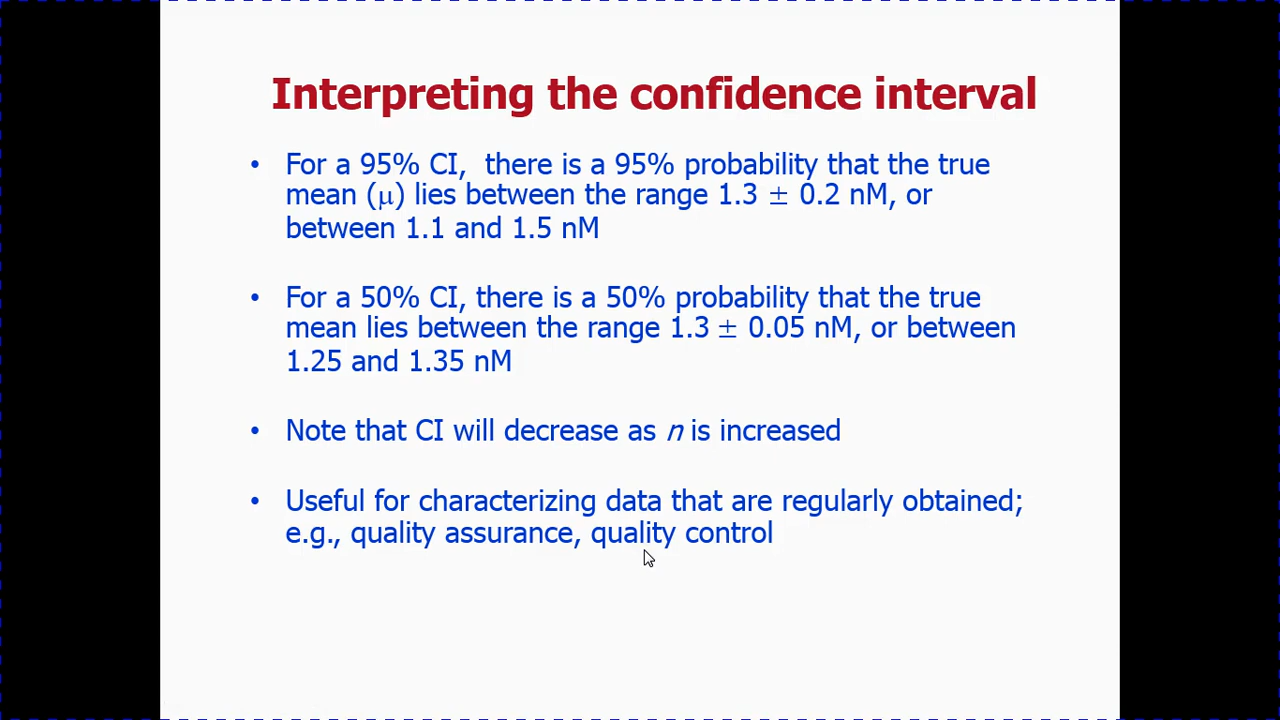 Interpreting the confidence interval
• For a 95% CI, there is a 95% probability that the true
mean (μ) lies between the range 1.3 ± 0.2 nM, or
between 1.1 and 1.5 nM
• For a 50% CI, there is a 50% probability that the true
mean lies between the range 1.3 ± 0.05 nM, or between
1.25 and 1.35 nM
• Note that CI will decrease as n is increased
• Useful for characterizing data that are regularly obtained;
e.g., quality assurance, quality control